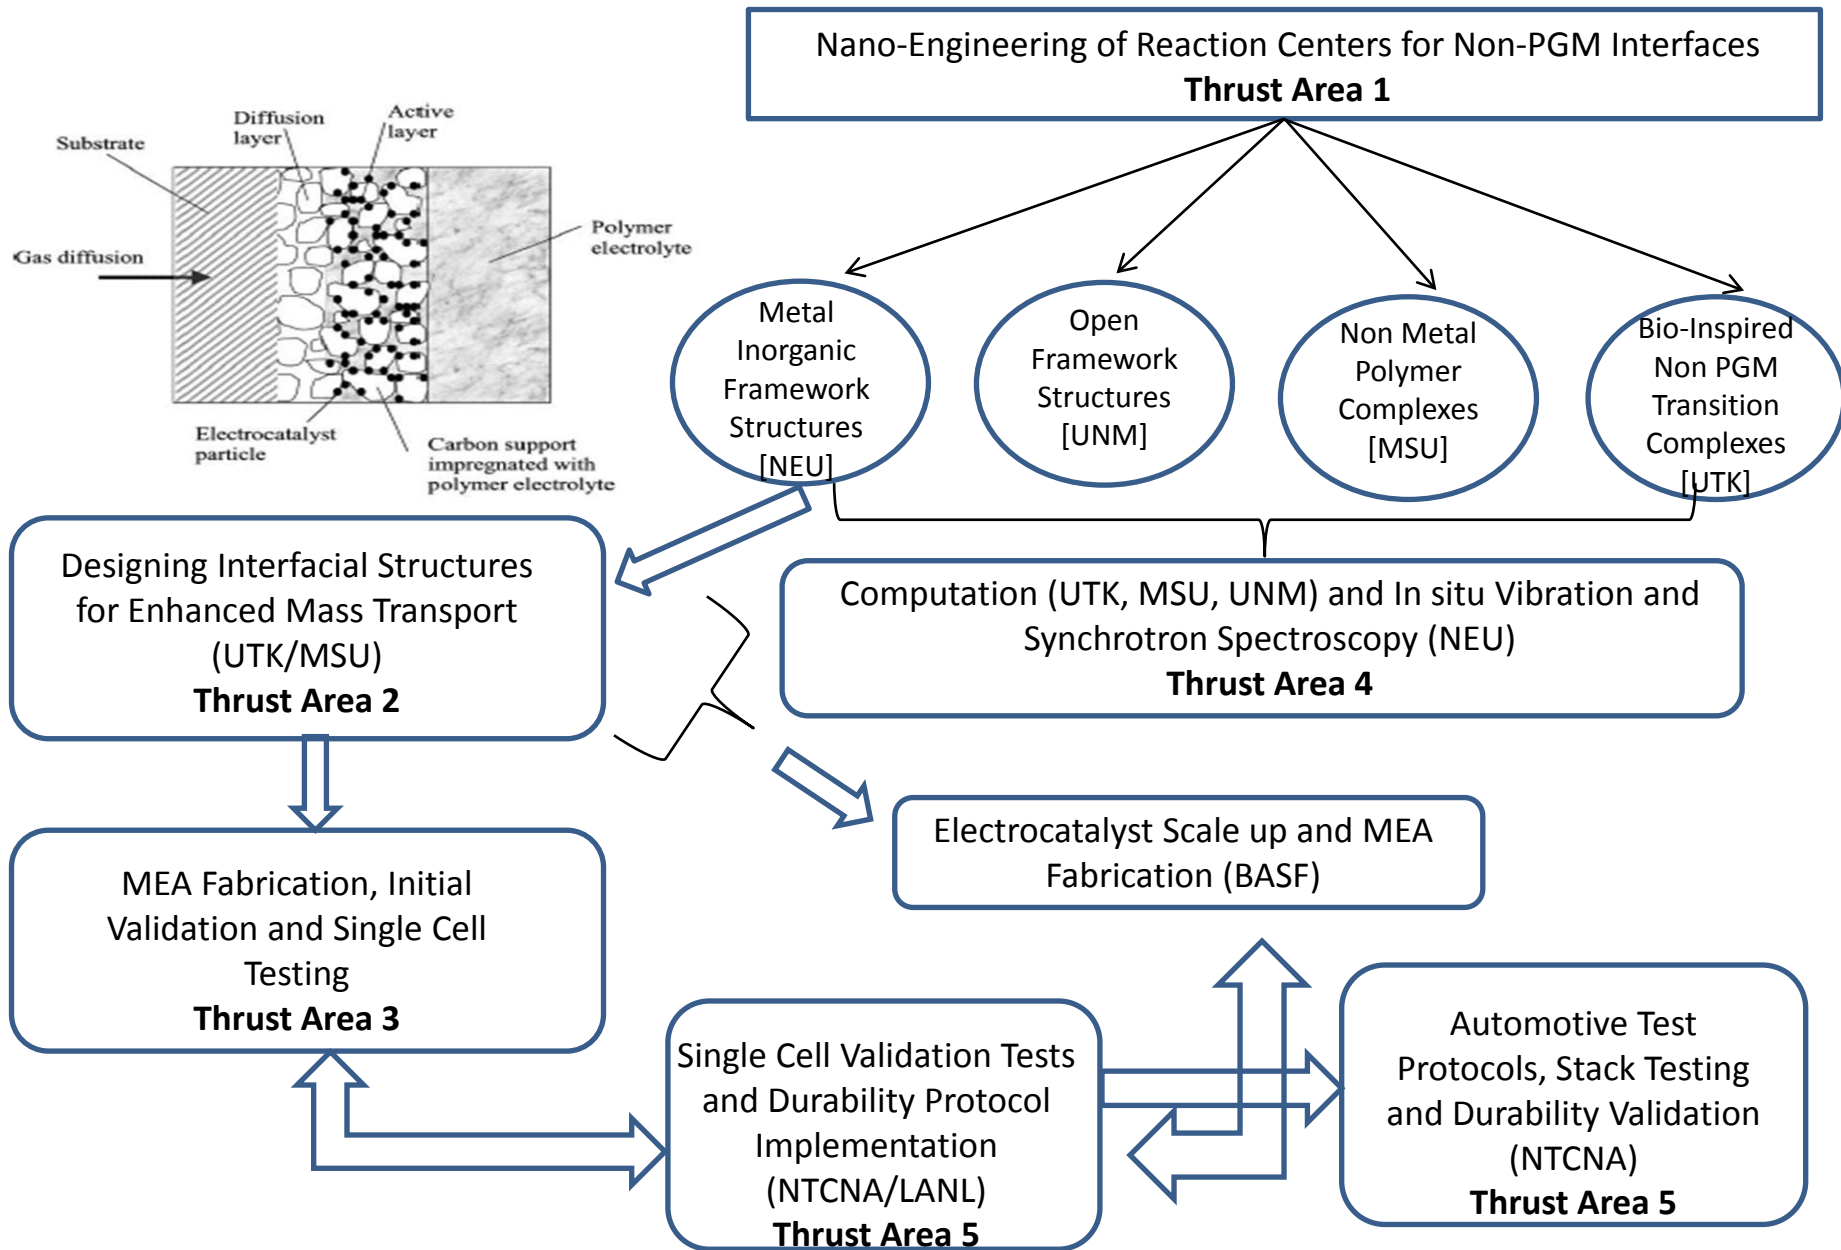 Nano-Engineering of Reaction Centers for Non-PGM Interfaces
Thrust Area 1
Substrate
Diffusion
layer
Active
layer
Gas diffusion
Polymer
electrolyte
Electrocatalyst
particle
Carbon support
impregnated with
polymer electrolyte
Metal
Inorganic
Framework
Structures
[NEU]
Open
Framework
Structures
[UNM]
Non Metal
Polymer
Complexes
[MSU]
Bio-Inspired
Non PGM
Transition
Complexes
[UTK]
Designing Interfacial Structures
for Enhanced Mass Transport
(UTK/MSU)
Thrust Area 2
Computation (UTK, MSU, UNM) and In situ Vibration and
Synchrotron Spectroscopy (NEU)
Thrust Area 4
Electrocatalyst Scale up and MEA
Fabrication (BASF)
MEA Fabrication, Initial
Validation and Single Cell
Testing
Thrust Area 3
Single Cell Validation Tests
and Durability Protocol
Implementation
(NTCNA/LANL)
Thrust Area 5
Automotive Test
Protocols, Stack Testing
and Durability Validation
(NTCNA)
Thrust Area 5